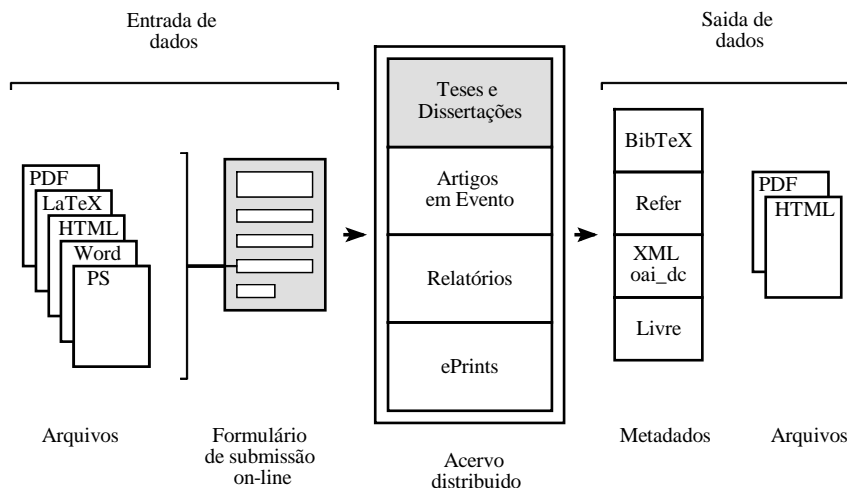 Entrada de
dados
Saida de
dados
PDF
LaTeX
HTML
Word
PS
Teses e
Dissertações
Artigos
em Evento
Relatórios
ePrints
BibTeX
Refer
XML
oai_dc
Livre
PDF
HTML
Arquivos
Formulário
de submissão
on-line
Acervo
distribuido
Metadados
Arquivos